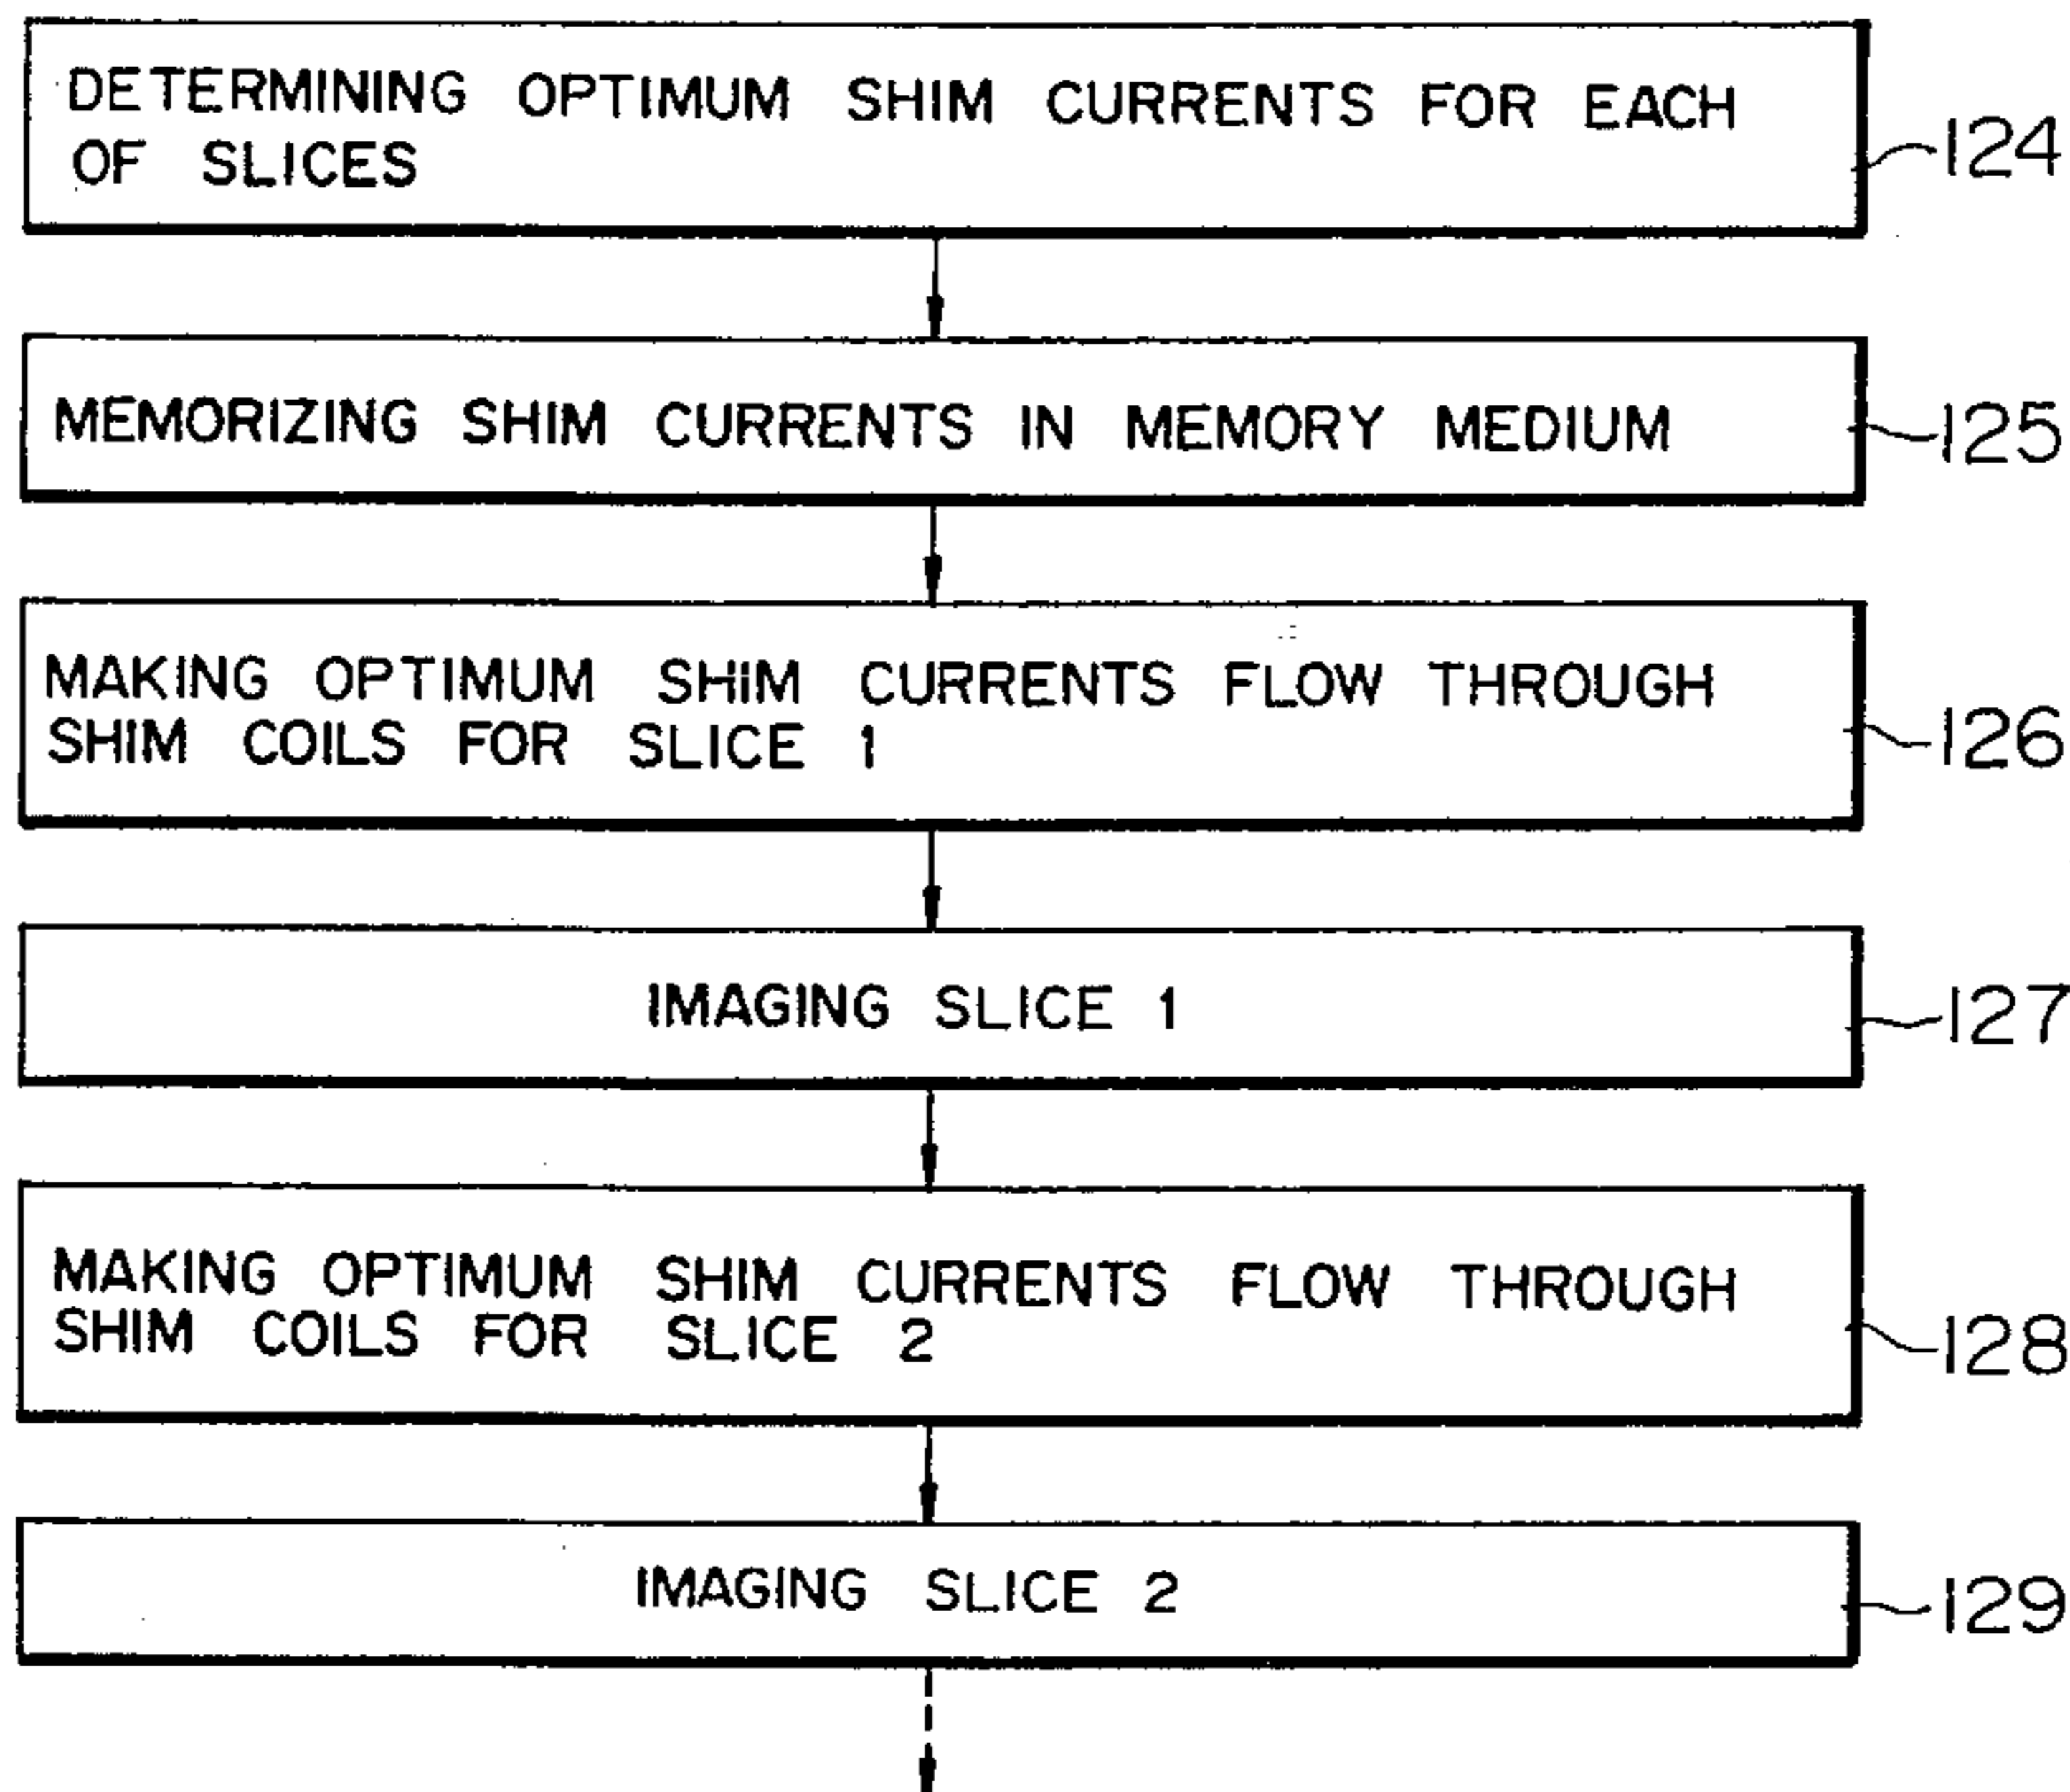 DETERMINING OPTIMUM SHIM CURRENTS FOR EACH
OF SLICES
124
MEMORIZING SHIM CURRENTS IN MEMORY MEDIUM
125
MAKING OPTIMUM SHIM CURRENTS FLOW THROUGH
SHIM COILS FOR SLICE 1
126
IMAGING SLICE 1
127
MAKING OPTIMUM SHIM CURRENTS FLOW THROUGH
SHIM COILS FOR SLICE 2
128
IMAGING SLICE 2
129